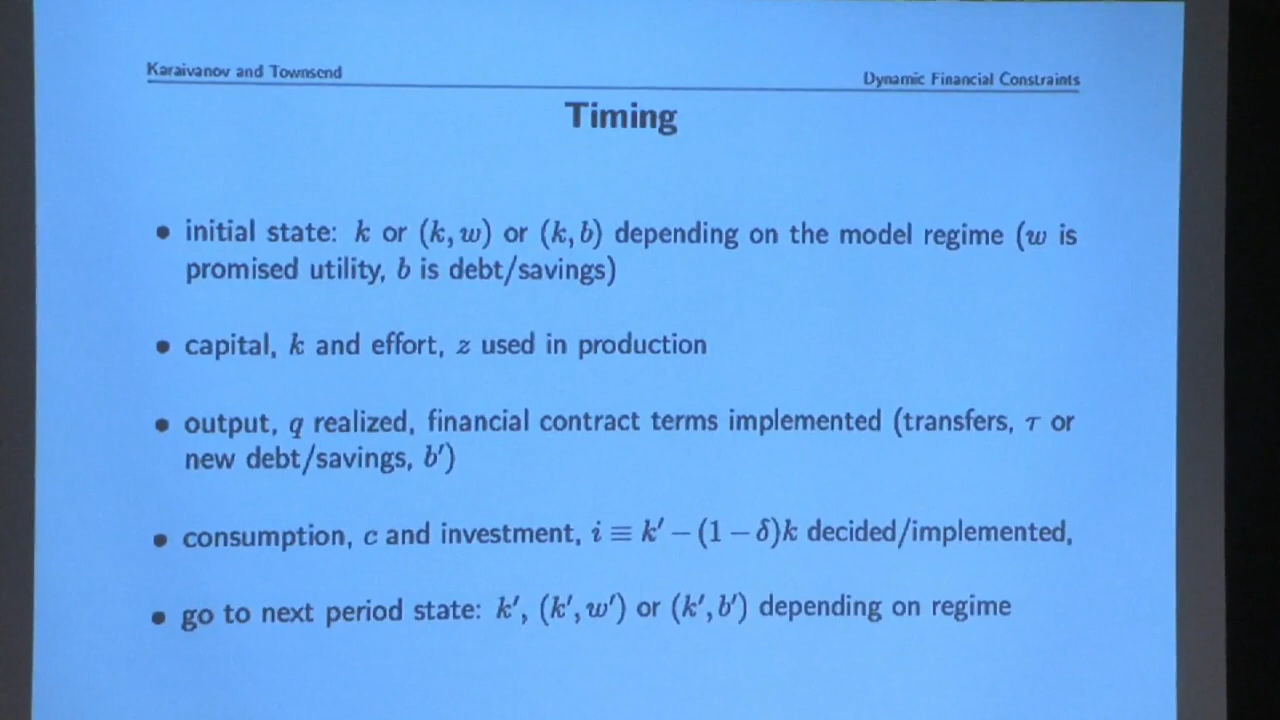 Karaivanov and Townsend
Dynamic Financial Constraints
Timing
• initial state: k or (k, w) or (k, b) depending on the model regime (w is
promised utility, b is debt/savings)
• capital, k and effort, z used in production
• output, q realized, financial contract terms implemented (transfers, τ or
new debt/savings, b′)
• consumption, c and investment, i ≡ k′ − (1 − δ)k decided/implemented,
• go to next period state: k′, (k′, w′) or (k′, b′) depending on regime